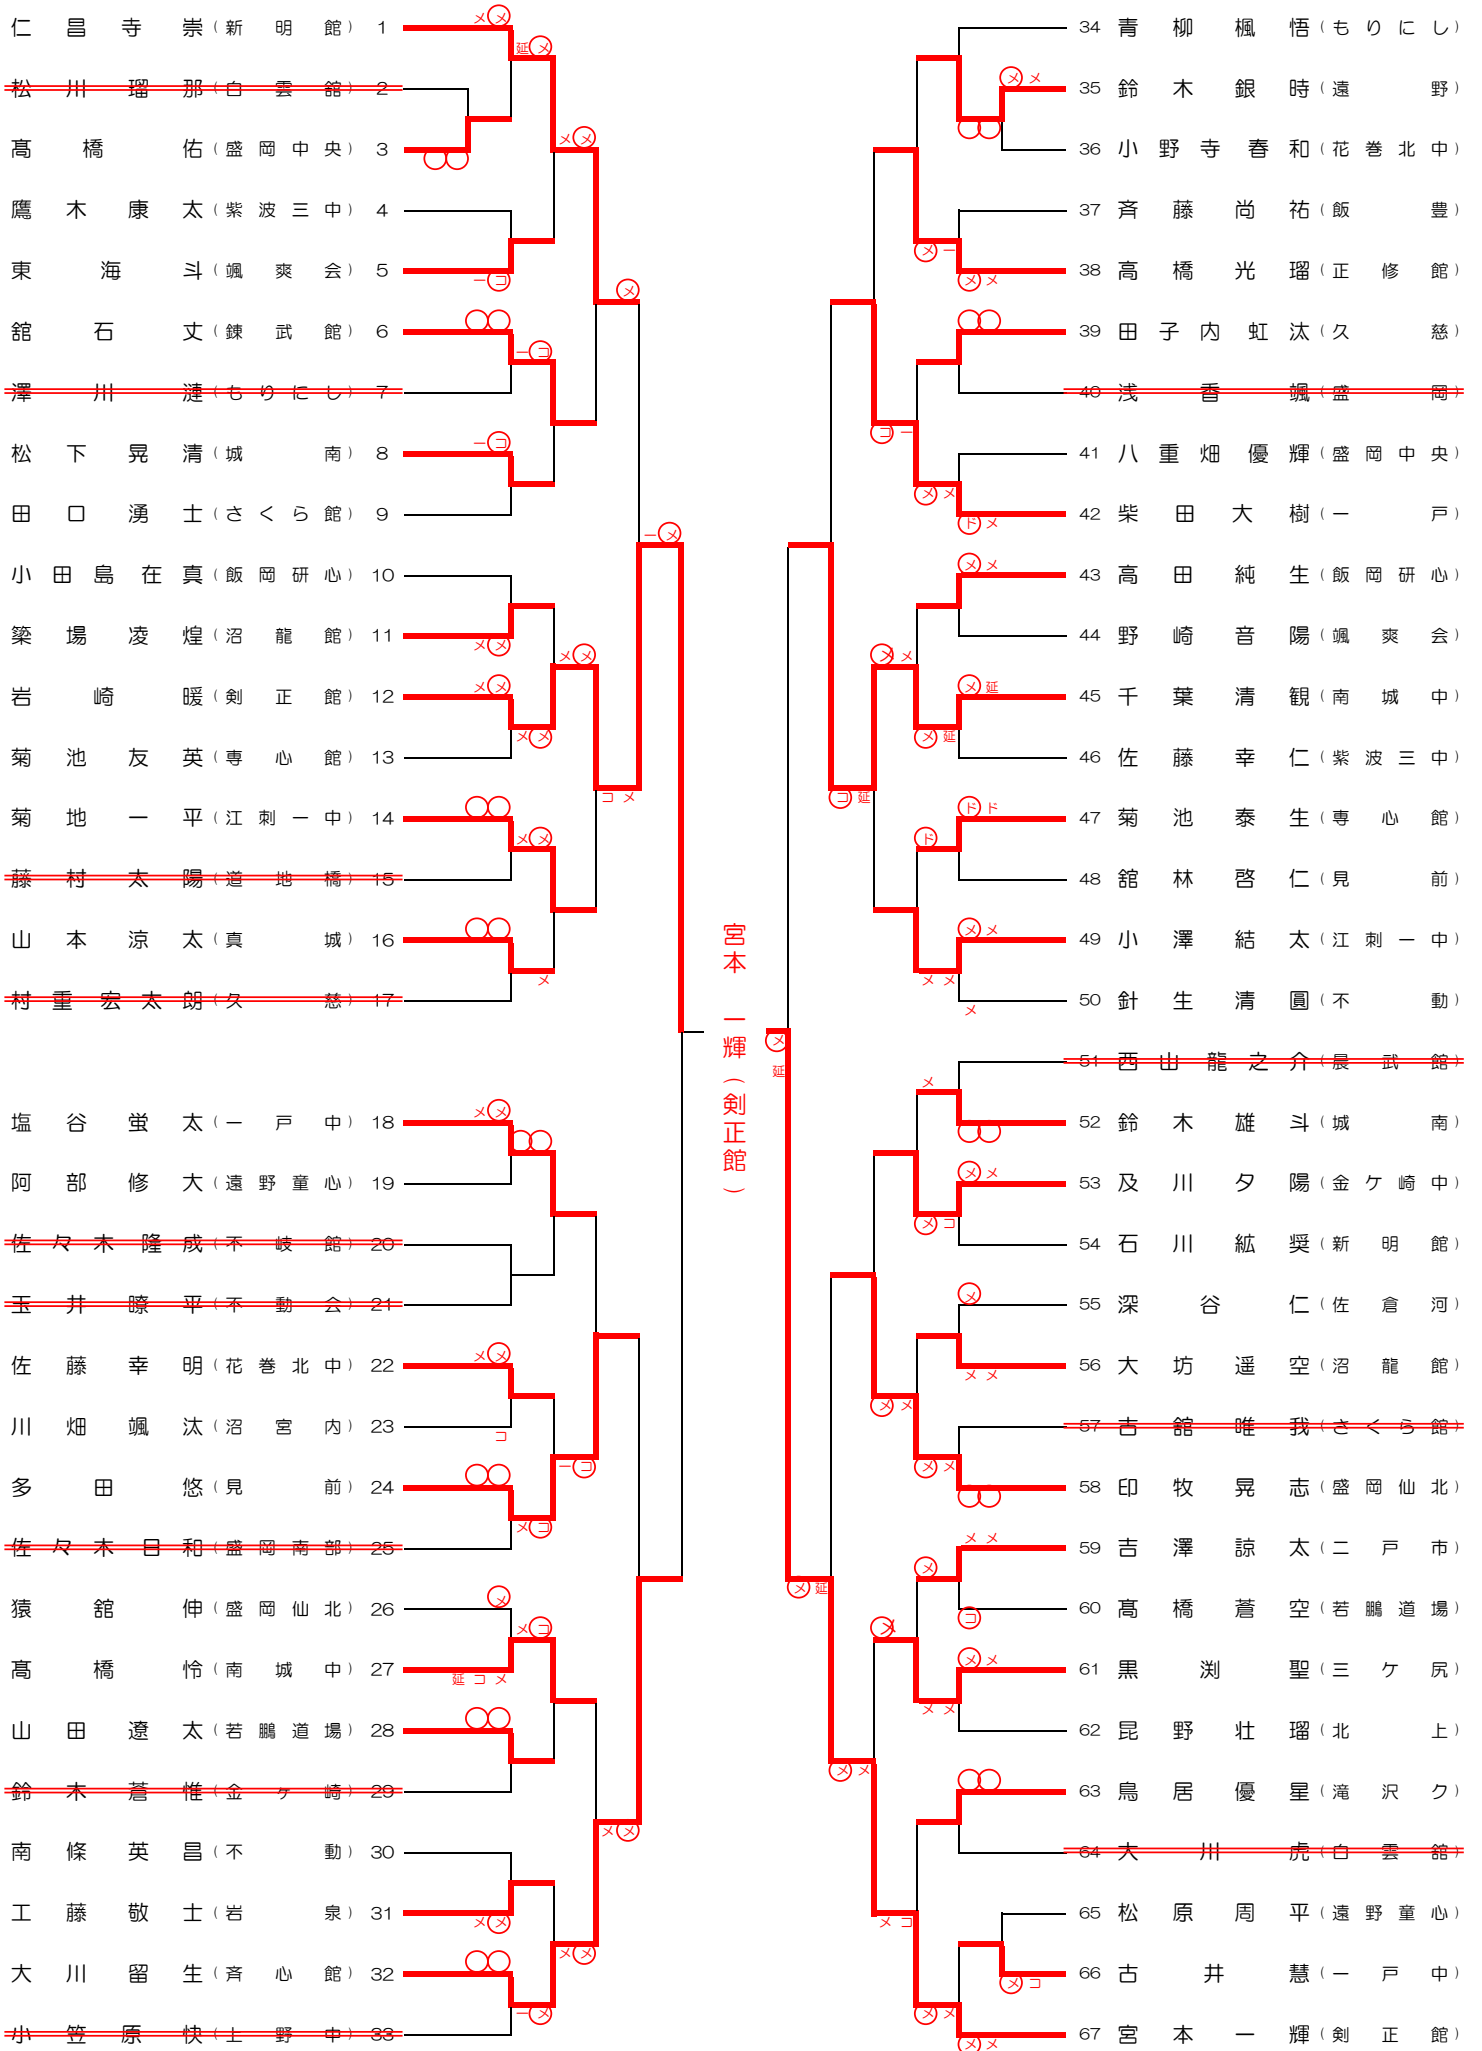 仁昌寺崇（新明館）1
松川瑠那（白雲舘）2
髙橋佑（盛岡中央）3
鷹木康太（紫波三中）4
東海斗（颯爽会）5
舘石丈（錬武館）6
澤川漣（もりにし）7
松下晃清（城南）8
田口湧士（さくら館）9
小田島在真（飯岡研心）10
簗場凌煌（沼龍館）11
岩崎暖（剣正館）12
菊池友英（専心館）13
菊地一平（江刺一中）14
藤村太陽（道地橋）15
山本涼太（真城）16
村重宏太朗（久慈）17
塩谷蛍太（一戸中）18
阿部修大（遠野童心）19
佐々木隆成（不岐館）20
玉井瞭平（不動会）21
佐藤幸明（花巻北中）22
川畑颯汰（沼宮内）23
多田悠（見前）24
佐々木日和（盛岡南部）25
猿舘伸（盛岡仙北）26
髙橋怜（南城中）27
山田遼太（若鵬道場）28
鈴木蒼惟（金ケ崎）29
南條英昌（不動）30
工藤敬士（岩泉）31
大川留生（斉心館）32
小笠原快（上野中）33
宮本一輝（剣正館）
34 青柳楓悟（もりにし）
35 鈴木銀時（遠野）
36 小野寺春和（花巻北中）
37 斉藤尚祐（飯豊）
38 高橋光瑠（正修館）
39 田子内虹汰（久慈）
40 浅香颯（盛岡）
41 八重畑優輝（盛岡中央）
42 柴田大樹（一戸）
43 高田純生（飯岡研心）
44 野崎音陽（颯爽会）
45 千葉清観（南城中）
46 佐藤幸仁（紫波三中）
47 菊池泰生（専心館）
48 舘林啓仁（見前）
49 小澤結太（江刺一中）
50 針生清圓（不動）
51 西山龍之介（晨武館）
52 鈴木雄斗（城南）
53 及川夕陽（金ケ崎中）
54 石川紘奨（新明館）
55 深谷仁（佐倉河）
56 大坊遥空（沼龍館）
57 吉舘唯我（さくら館）
58 印牧晃志（盛岡仙北）
59 吉澤諒太（二戸市）
60 髙橋蒼空（若鵬道場）
61 黒渕聖（三ケ尻）
62 昆野壮瑠（北上）
63 鳥居優星（滝沢ク）
64 大川虎（白雲舘）
65 松原周平（遠野童心）
66 古井慧（一戸中）
67 宮本一輝（剣正館）